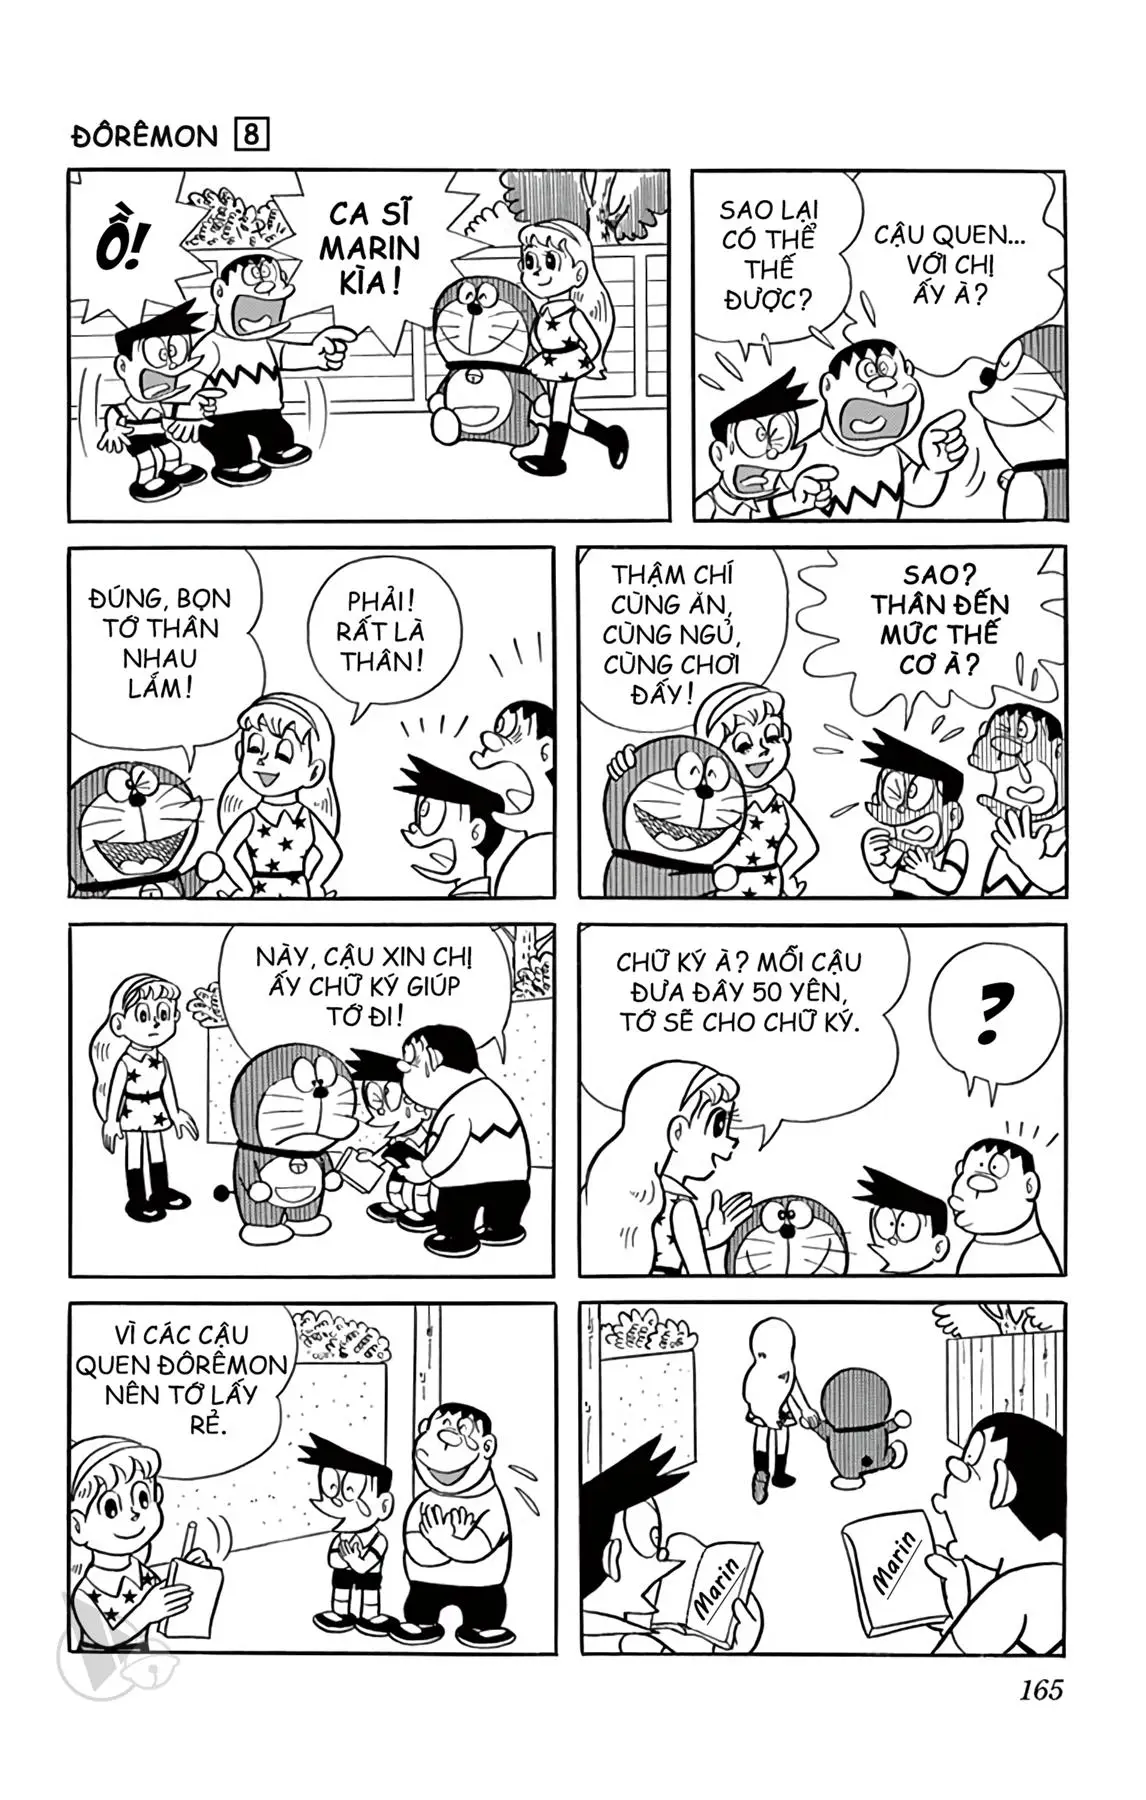 ĐÔRÊMON 8
Ồ!
CA SĨ
MARIN
KÌA!
SAO LẠI
CÓ THỂ
THẾ
ĐƯỢC?
CẬU QUEN...
VỚI CHỊ
ẤY À?
ĐÚNG, BỌN
TỚ THÂN
NHAU
LẮM!
PHẢI!
RẤT LÀ
THÂN!
THẬM CHÍ
CÙNG ĂN,
CÙNG NGỦ,
CÙNG CHƠI
ĐẤY!
SAO?
THÂN ĐẾN
MỨC THẾ
CƠ À?
NÀY, CẬU XIN CHỊ
ẤY CHỮ KÝ GIÚP
TỚ ĐI!
CHỮ KÝ À? MỖI CẬU
ĐƯA ĐÂY 50 YÊN,
TỚ SẼ CHO CHỮ KÝ.
?
VÌ CÁC CẬU
QUEN ĐÔRÊMON
NÊN TỚ LẤY
RẺ.
Marin
Marin
165